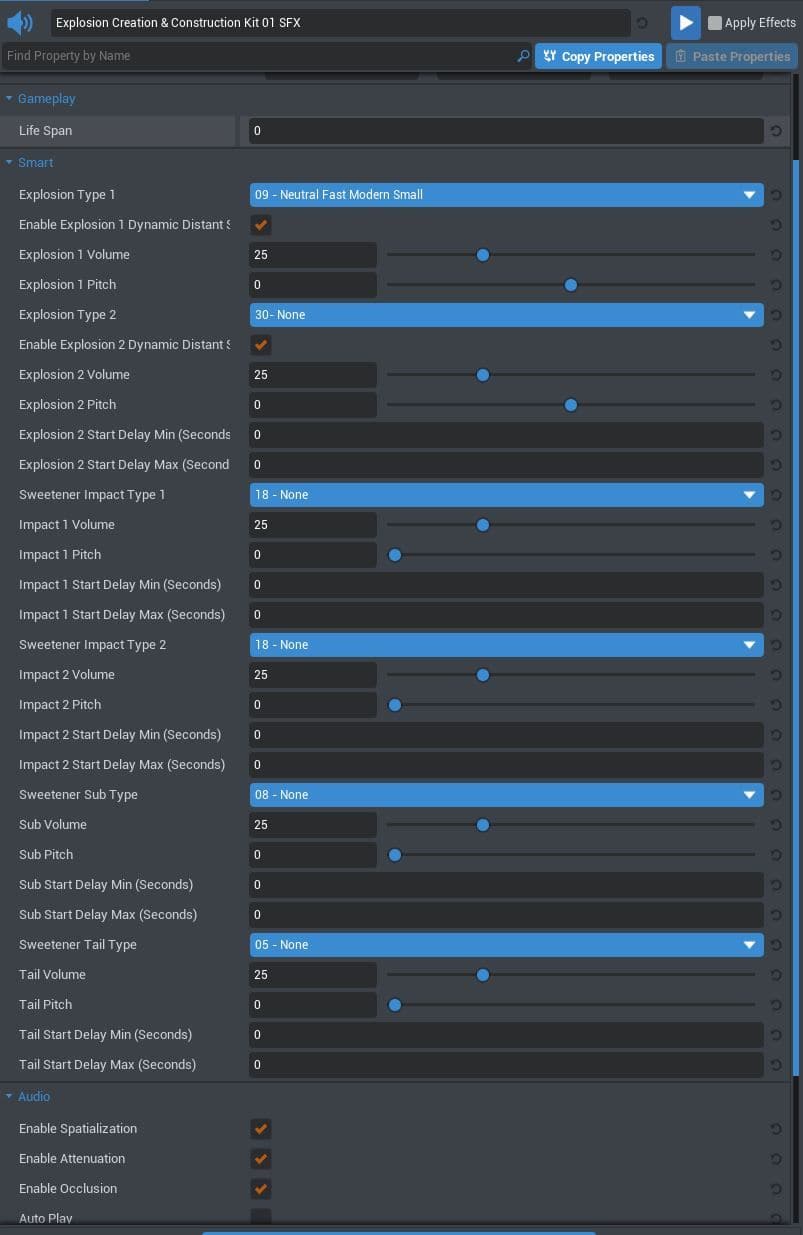 Explosion Creation & Construction Kit 01 SFX
Apply Effects
Find Property by Name
Copy Properties
Paste Properties
Gameplay
Life Span 0
Smart
Explosion Type 1 09 - Neutral Fast Modern Small
Enable Explosion 1 Dynamic Distant S
Explosion 1 Volume 25
Explosion 1 Pitch 0
Explosion Type 2 30- None
Enable Explosion 2 Dynamic Distant S
Explosion 2 Volume 25
Explosion 2 Pitch 0
Explosion 2 Start Delay Min (Seconds 0
Explosion 2 Start Delay Max (Second 0
Sweetener Impact Type 1 18 - None
Impact 1 Volume 25
Impact 1 Pitch 0
Impact 1 Start Delay Min (Seconds) 0
Impact 1 Start Delay Max (Seconds) 0
Sweetener Impact Type 2 18 - None
Impact 2 Volume 25
Impact 2 Pitch 0
Impact 2 Start Delay Min (Seconds) 0
Impact 2 Start Delay Max (Seconds) 0
Sweetener Sub Type 08 - None
Sub Volume 25
Sub Pitch 0
Sub Start Delay Min (Seconds) 0
Sub Start Delay Max (Seconds) 0
Sweetener Tail Type 05 - None
Tail Volume 25
Tail Pitch 0
Tail Start Delay Min (Seconds) 0
Tail Start Delay Max (Seconds) 0
Audio
Enable Spatialization
Enable Attenuation
Enable Occlusion
Auto Play